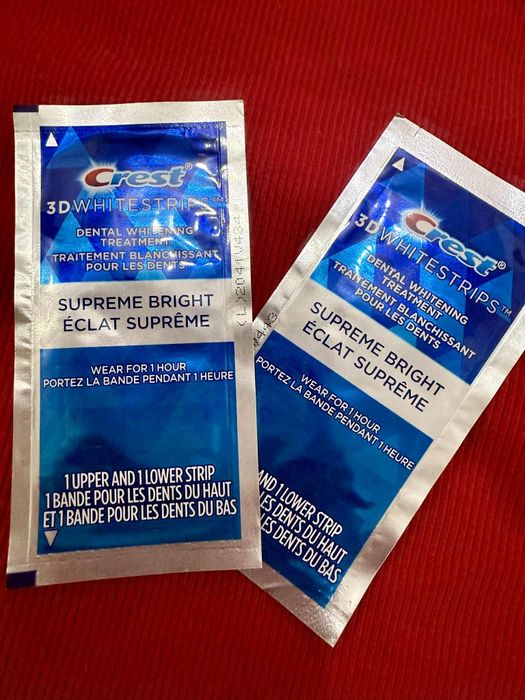 Crest®
3DWHITESTRIPS™
DENTAL WHITENING
TREATMENT
TRAITEMENT BLANCHISSANT
POUR LES DENTS
SUPREME BRIGHT
ÉCLAT SUPRÊME
WEAR FOR 1 HOUR
PORTEZ LA BANDE PENDANT 1 HEURE
1 UPPER AND 1 LOWER STRIP
1 BANDE POUR LES DENTS DU HAUT
ET 1 BANDE POUR LES DENTS DU BAS
Crest®
3DWHITESTRIPS™
DENTAL WHITENING
TREATMENT
TRAITEMENT BLANCHISSANT
POUR LES DENTS
SUPREME BRIGHT
ÉCLAT SUPRÊME
WEAR FOR 1 HOUR
PORTEZ LA BANDE PENDANT 1 HEURE
AND 1 LOWER STRIP
LES DENTS DU HAUT
LES DENTS DU BAS